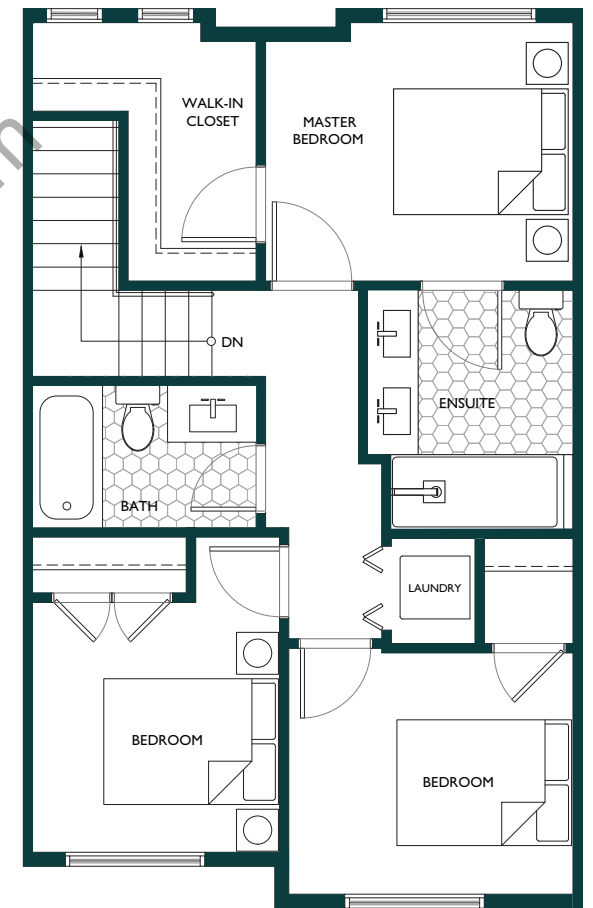 WALK-IN
CLOSET
MASTER
BEDROOM
DN
ENSUITE
BATH
LAUNDRY
BEDROOM
BEDROOM